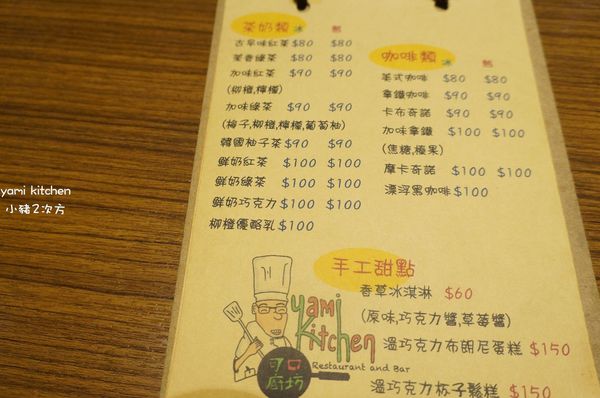 yami kitchen
小豬2次方
茶奶類 冰 熱
古早味紅茶 $80 $80
茉香綠茶 $80 $80
加味紅茶 $90 $90
(柳橙,檸檬)
加味綠茶 $90 $90
(梅子,柳橙,檸檬,葡萄柚)
韓國柚子茶 $90 $90
鮮奶紅茶 $100 $100
鮮奶綠茶 $100 $100
鮮奶巧克力 $100 $100
柳橙優酪乳 $100
咖啡類 冰 熱
美式咖啡 $80 $80
拿鐵咖啡 $90 $90
卡布奇諾 $90 $90
加味拿鐵 $100 $100
(焦糖,榛果)
摩卡奇諾 $100 $100
漂浮黑咖啡 $100
手工甜點
香草冰淇淋 $60
(原味,巧克力醬,草莓醬)
溫巧克力布朗尼蛋糕 $150
溫巧克力杯子鬆糕 $150
yami
Kitchen
Restaurant and Bar
可口
廚坊